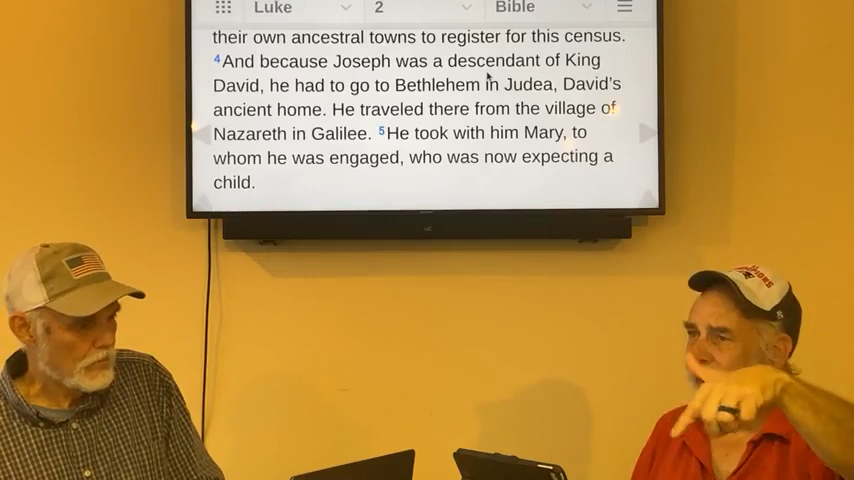 Luke 2 Bible
their own ancestral towns to register for this census.
4And because Joseph was a descendant of King
David, he had to go to Bethlehem in Judea, David's
ancient home. He traveled there from the village of
Nazareth in Galilee. 5He took with him Mary, to
whom he was engaged, who was now expecting a
child.